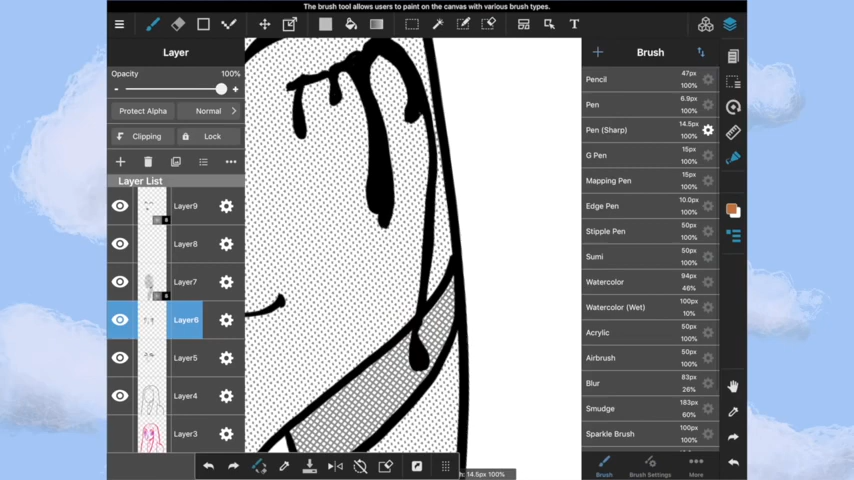 The brush tool allows users to paint on the canvas with various brush types.
T
Layer
Opacity 100%
- +
Protect Alpha Normal >
Clipping Lock
Layer List
Layer9
Layer8
Layer7
Layer6
Layer5
Layer4
Layer3
Brush
Pencil 47px 100%
Pen 6.9px 100%
Pen (Sharp) 14.5px 100%
G Pen 15px 100%
Mapping Pen 15px 100%
Edge Pen 10.0px 100%
Stipple Pen 50px 100%
Sumi 50px 100%
Watercolor 94px 46%
Watercolor (Wet) 100px 10%
Acrylic 50px 100%
Airbrush 50px 100%
Blur 83px 26%
Smudge 183px 60%
Sparkle Brush 100px 100%
Brush Brush Settings More
14.5px 100%